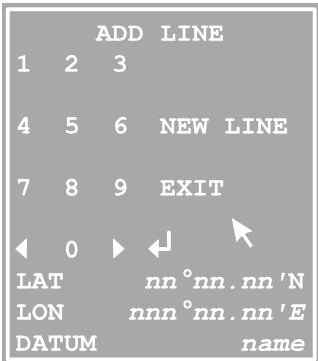 ADD LINE
1 2 3
4 5 6 NEW LINE
7 8 9 EXIT
0
LAT nn°nn.nn'N
LON nnn°nn.nn'E
DATUM name